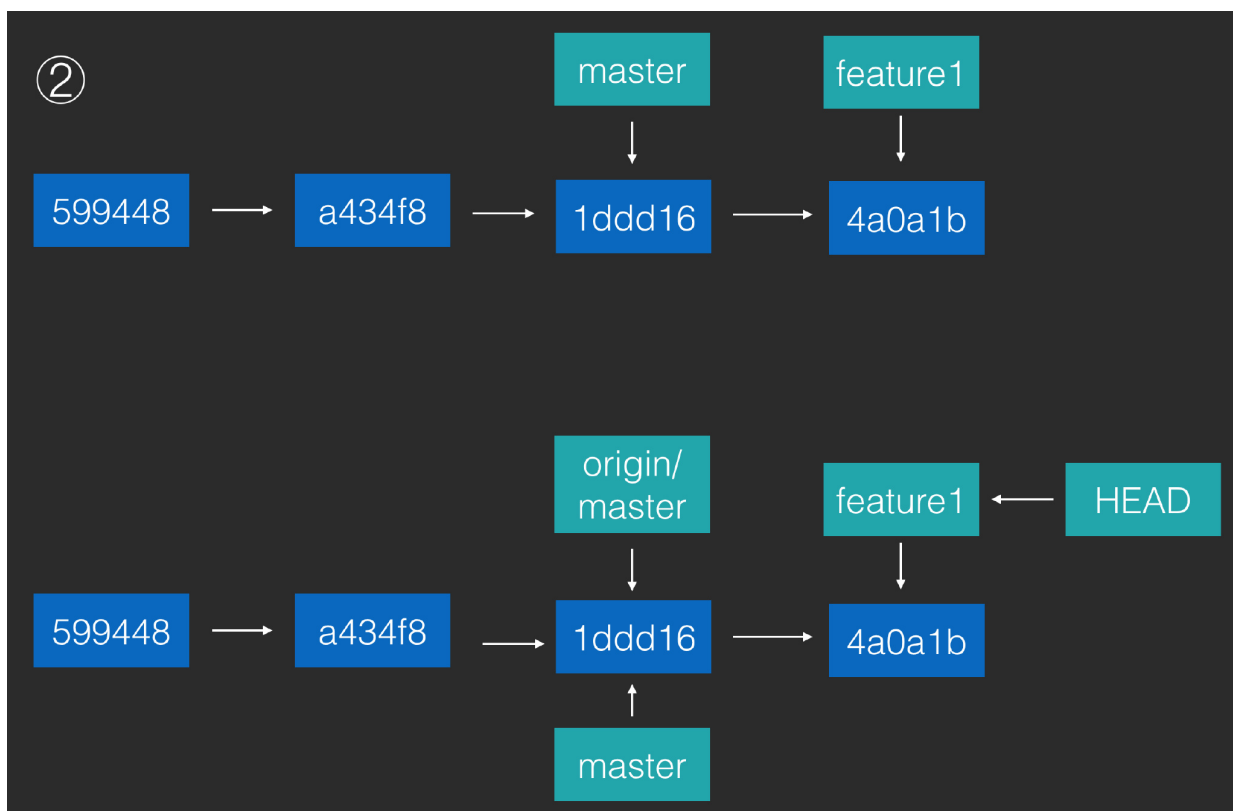 ②
master
feature1
599448
a434f8
1ddd16
4a0a1b
origin/
master
feature1
HEAD
599448
a434f8
1ddd16
4a0a1b
master